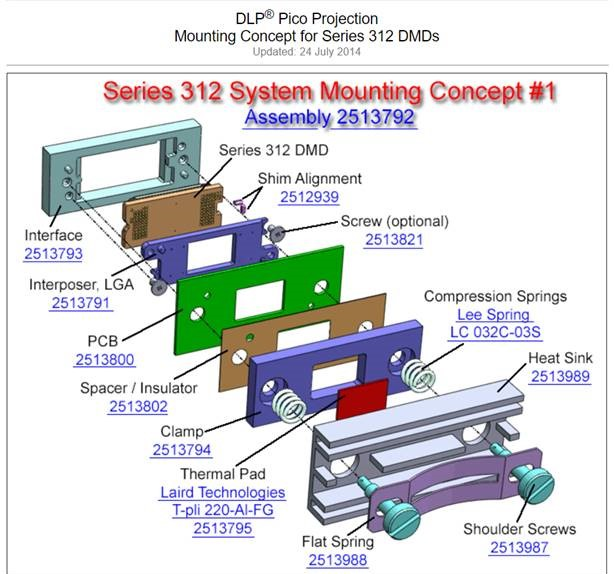 DLP® Pico Projection
Mounting Concept for Series 312 DMDs
Updated: 24 July 2014
Series 312 System Mounting Concept #1
Assembly 2513792
Series 312 DMD
Shim Alignment
2512939
Screw (optional)
2513821
Interface
2513793
Interposer, LGA
2513791
Compression Springs
Lee Spring
LC 032C-03S
PCB
2513800
Heat Sink
2513989
Spacer / Insulator
2513802
Clamp
2513794
Thermal Pad
Laird Technologies
T-pli 220-Al-FG
2513795
Shoulder Screws
2513987
Flat Spring
2513988